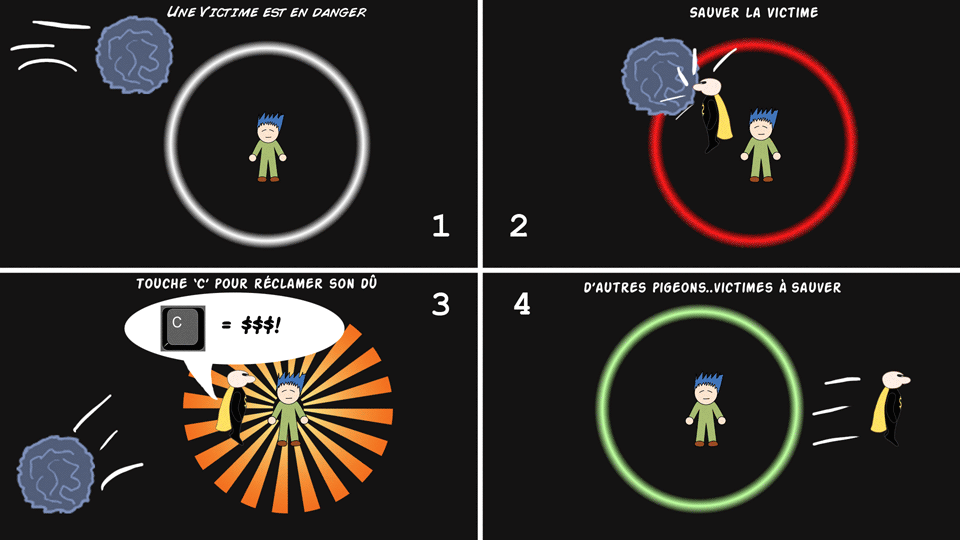 Une Victime est en danger
1
SAUVER LA VICTIME
2
TOUCHE 'C' POUR RÉCLAMER SON DÛ
3
C = $$$!
4
D'AUTRES PIGEONS..VICTIMES À SAUVER